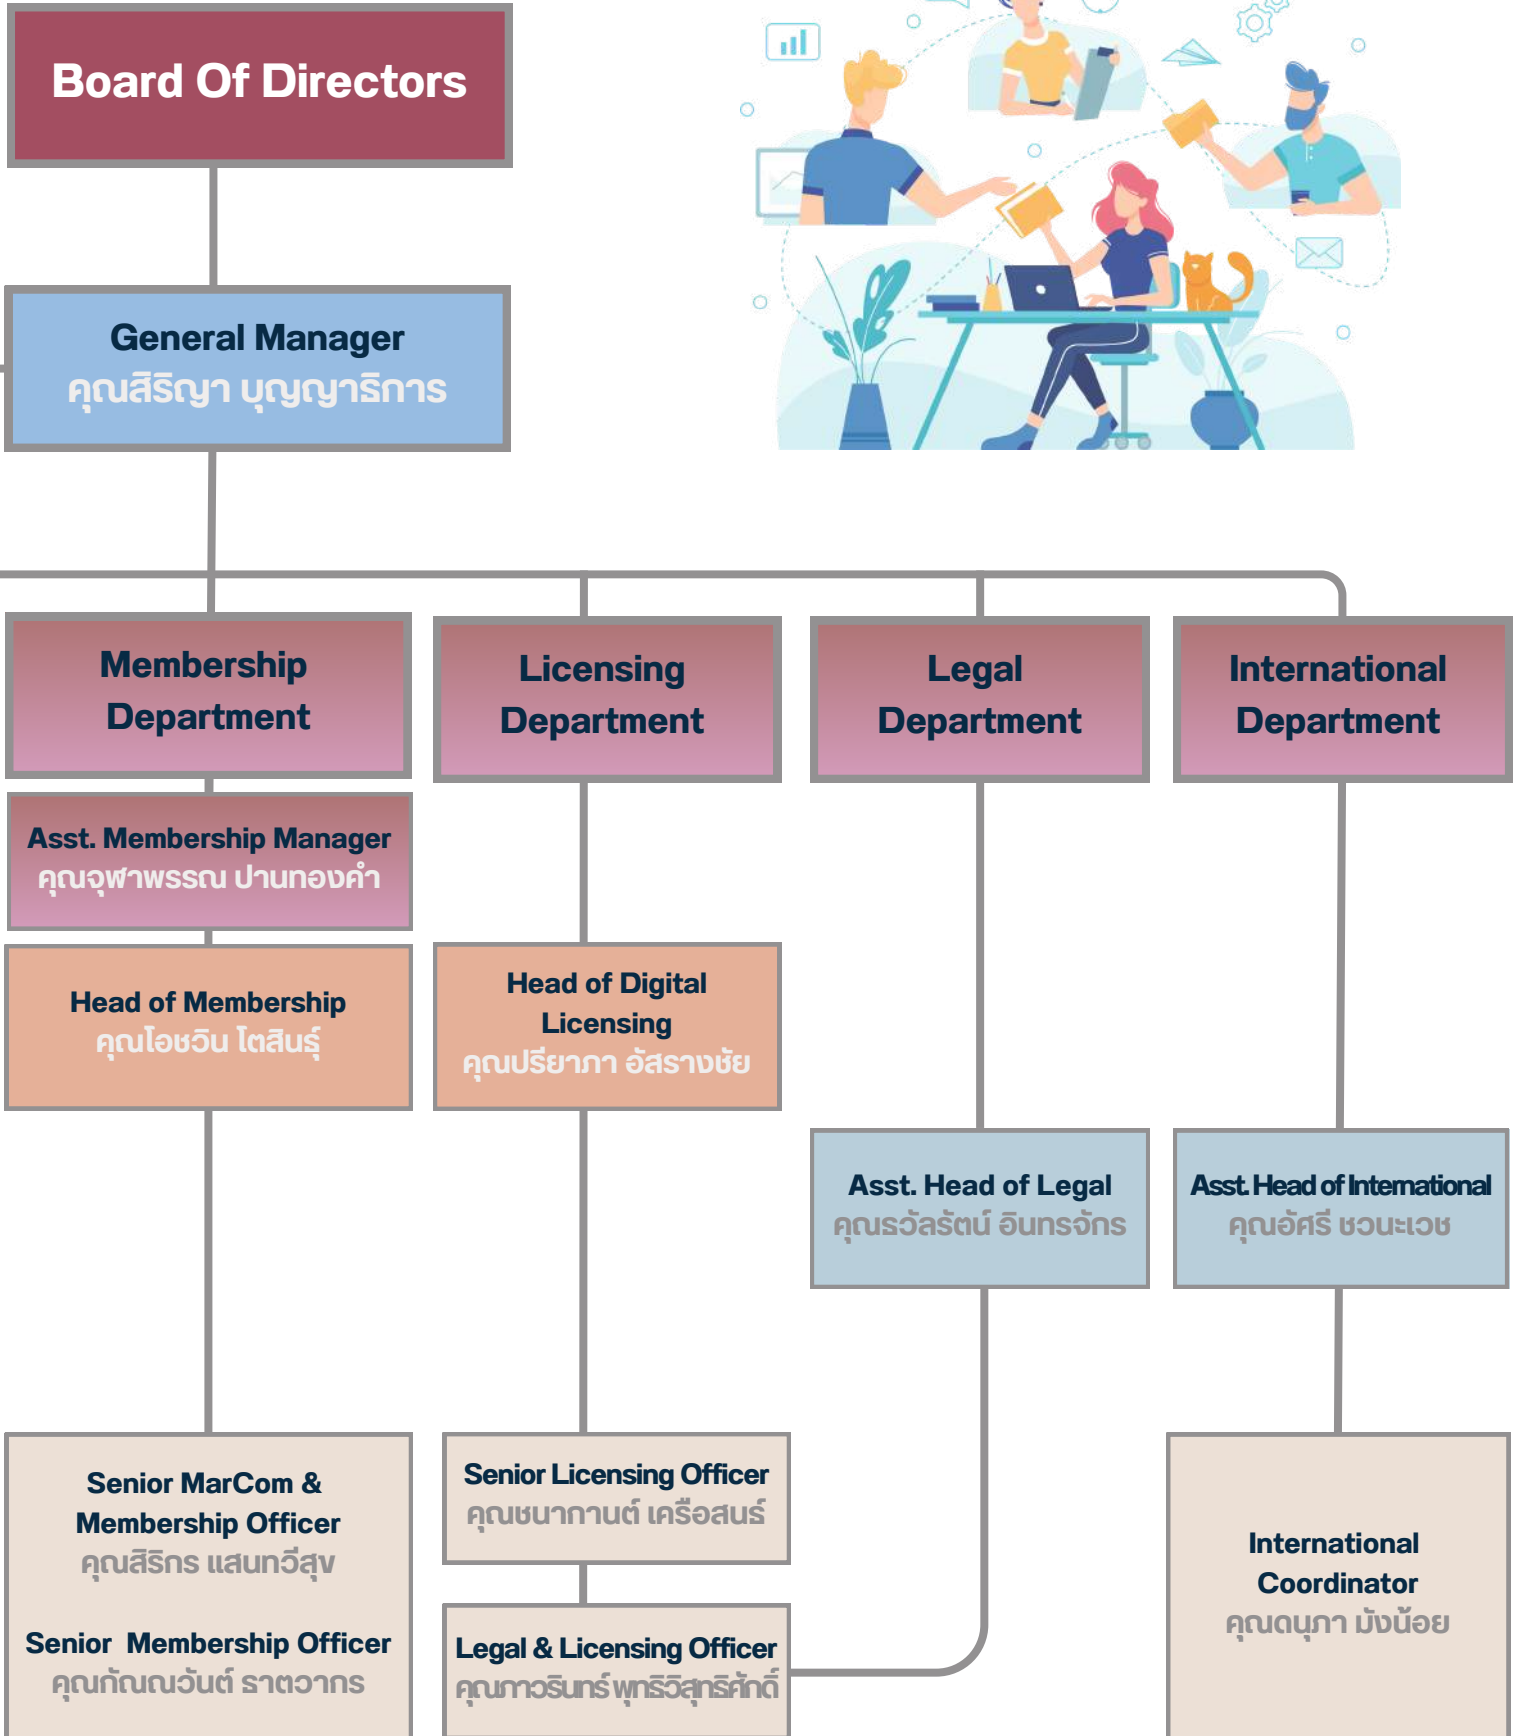 Board Of Directors
General Manager
คุณสิริญา บุญญาธิการ
Membership
Department
Licensing
Department
Legal
Department
International
Department
Asst. Membership Manager
คุณจุฬาพรรณ ปานทองคำ
Head of Membership
คุณโอชวิน โตสินธุ์
Head of Digital
Licensing
คุณปรียาภา อัสรางชัย
Asst. Head of Legal
คุณธวัลรัตน์ อินทรจักร
Asst. Head of International
คุณอัศรี ชวนะเวช
Senior MarCom &
Membership Officer
คุณสิริกร แสนทวีสุข
Senior Membership Officer
คุณกัณณวันต์ ธาตวากร
Senior Licensing Officer
คุณชนากานต์ เครือสนธ์
Legal & Licensing Officer
คุณภาวรินทร์ พุทธิวิสุทธิศักดิ์
International
Coordinator
คุณดนุภา มังน้อย